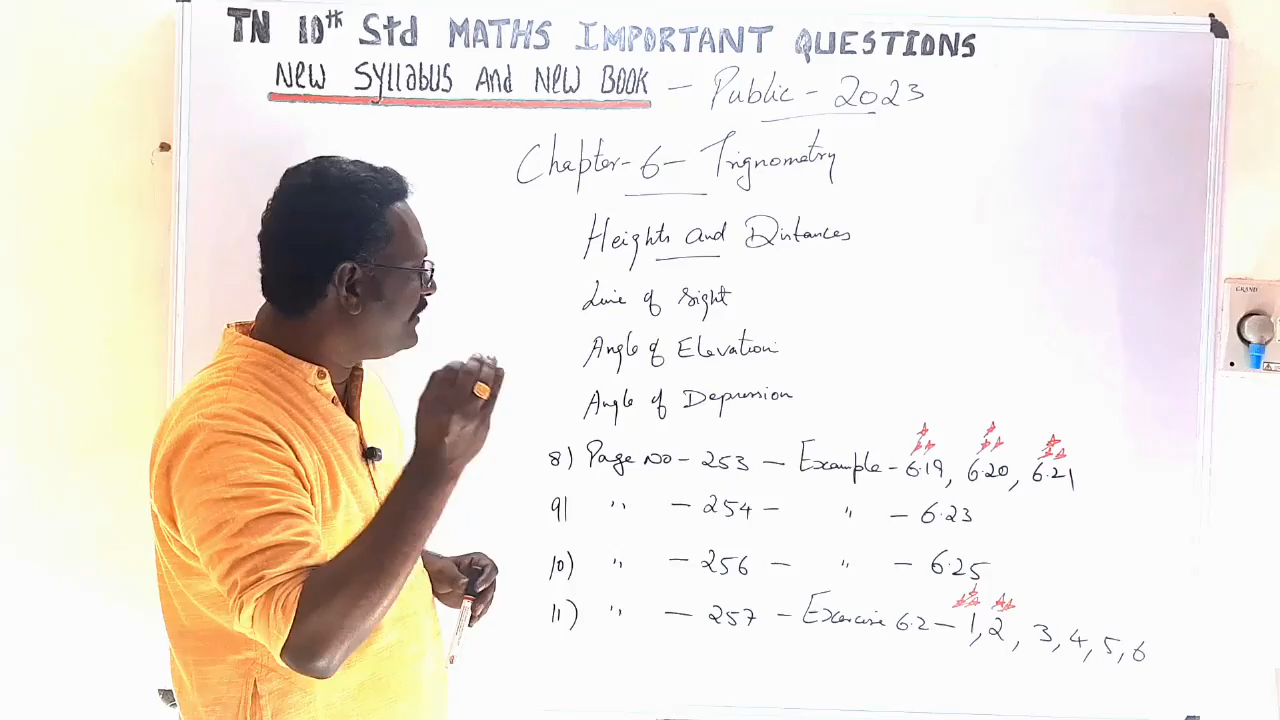 TN 10th Std MATHS IMPORTANT QUESTIONS
New Syllabus And New Book - Public - 2023
Chapter - 6 - Trignometry
Heights and Distances
Line of Sight
Angle of Elevation
Angle of Depression
8) Page No - 253 - Example - 6.19, 6.20, 6.21
9) " - 254 - " - 6.23
10) " - 256 - " - 6.25
11) " - 257 - Exercise 6.2 - 1, 2, 3, 4, 5, 6
GRAND